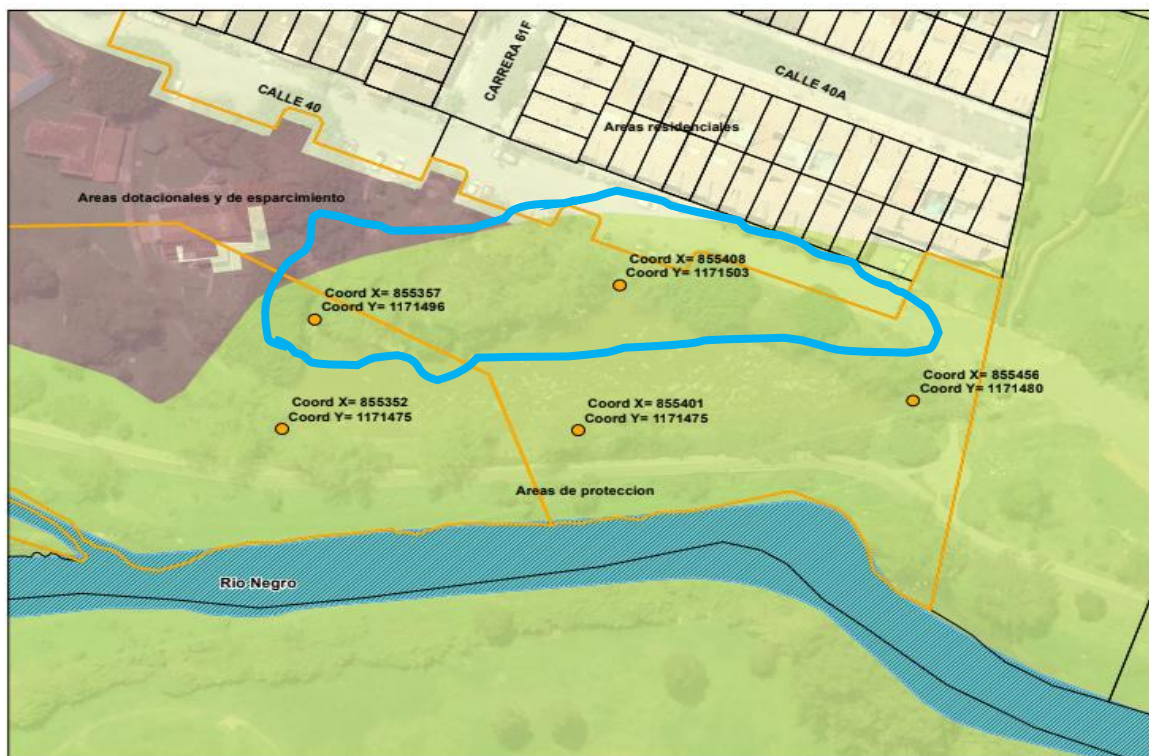 CALLE 40
CARRERA 61F
CALLE 40A
Areas residenciales
Areas dotacionales y de esparcimiento
Coord X= 855408
Coord Y= 1171503
Coord X= 855357
Coord Y= 1171496
Coord X= 855456
Coord Y= 1171480
Coord X= 855352
Coord Y= 1171475
Coord X= 855401
Coord Y= 1171475
Areas de proteccion
Rio Negro